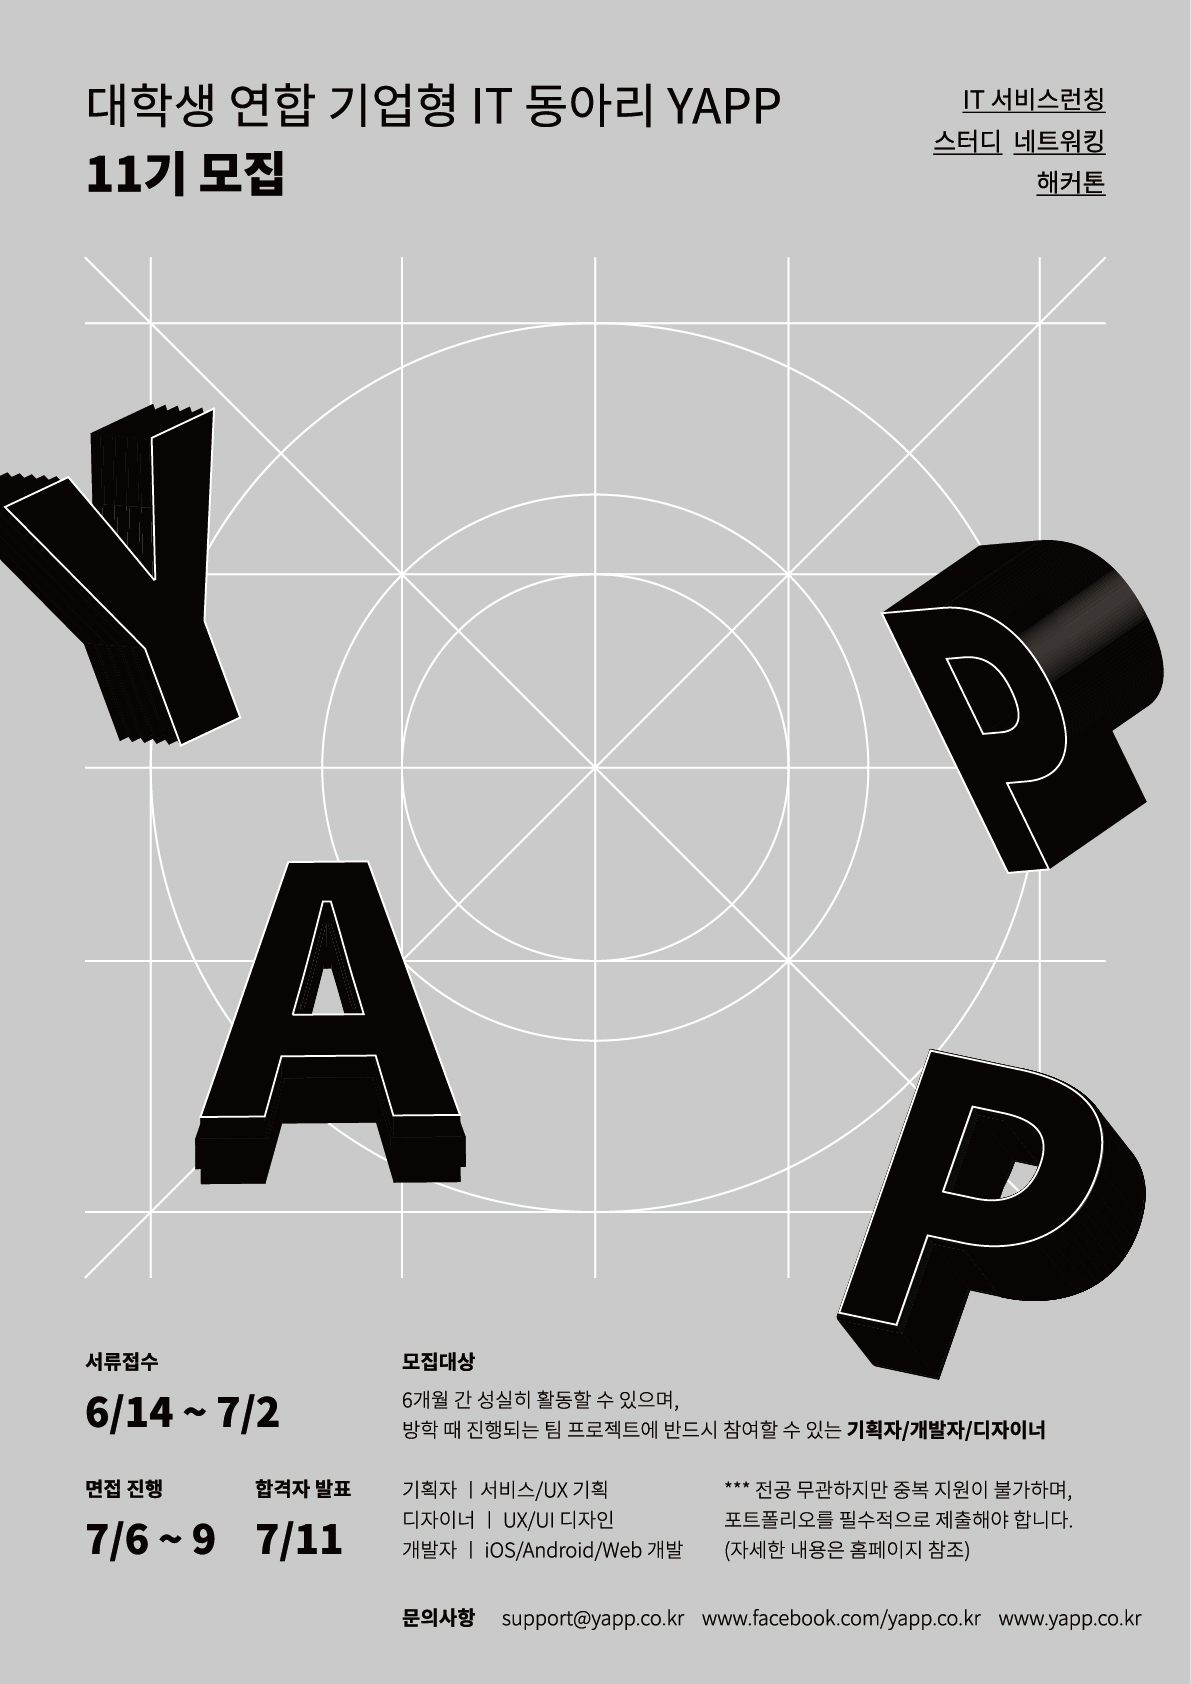 대학생 연합 기업형 IT 동아리 YAPP
11기 모집
IT 서비스런칭
스터디 네트워킹
해커톤
Y
A
P
P
서류접수
6/14 ~ 7/2
면접 진행
7/6 ~ 9
합격자 발표
7/11
모집대상
6개월 간 성실히 활동할 수 있으며,
방학 때 진행되는 팀 프로젝트에 반드시 참여할 수 있는 기획자/개발자/디자이너
기획자 ㅣ서비스/UX 기획
디자이너 ㅣ UX/UI 디자인
개발자 ㅣ iOS/Android/Web 개발
*** 전공 무관하지만 중복 지원이 불가하며,
포트폴리오를 필수적으로 제출해야 합니다.
(자세한 내용은 홈페이지 참조)
문의사항 support@yapp.co.kr www.facebook.com/yapp.co.kr www.yapp.co.kr